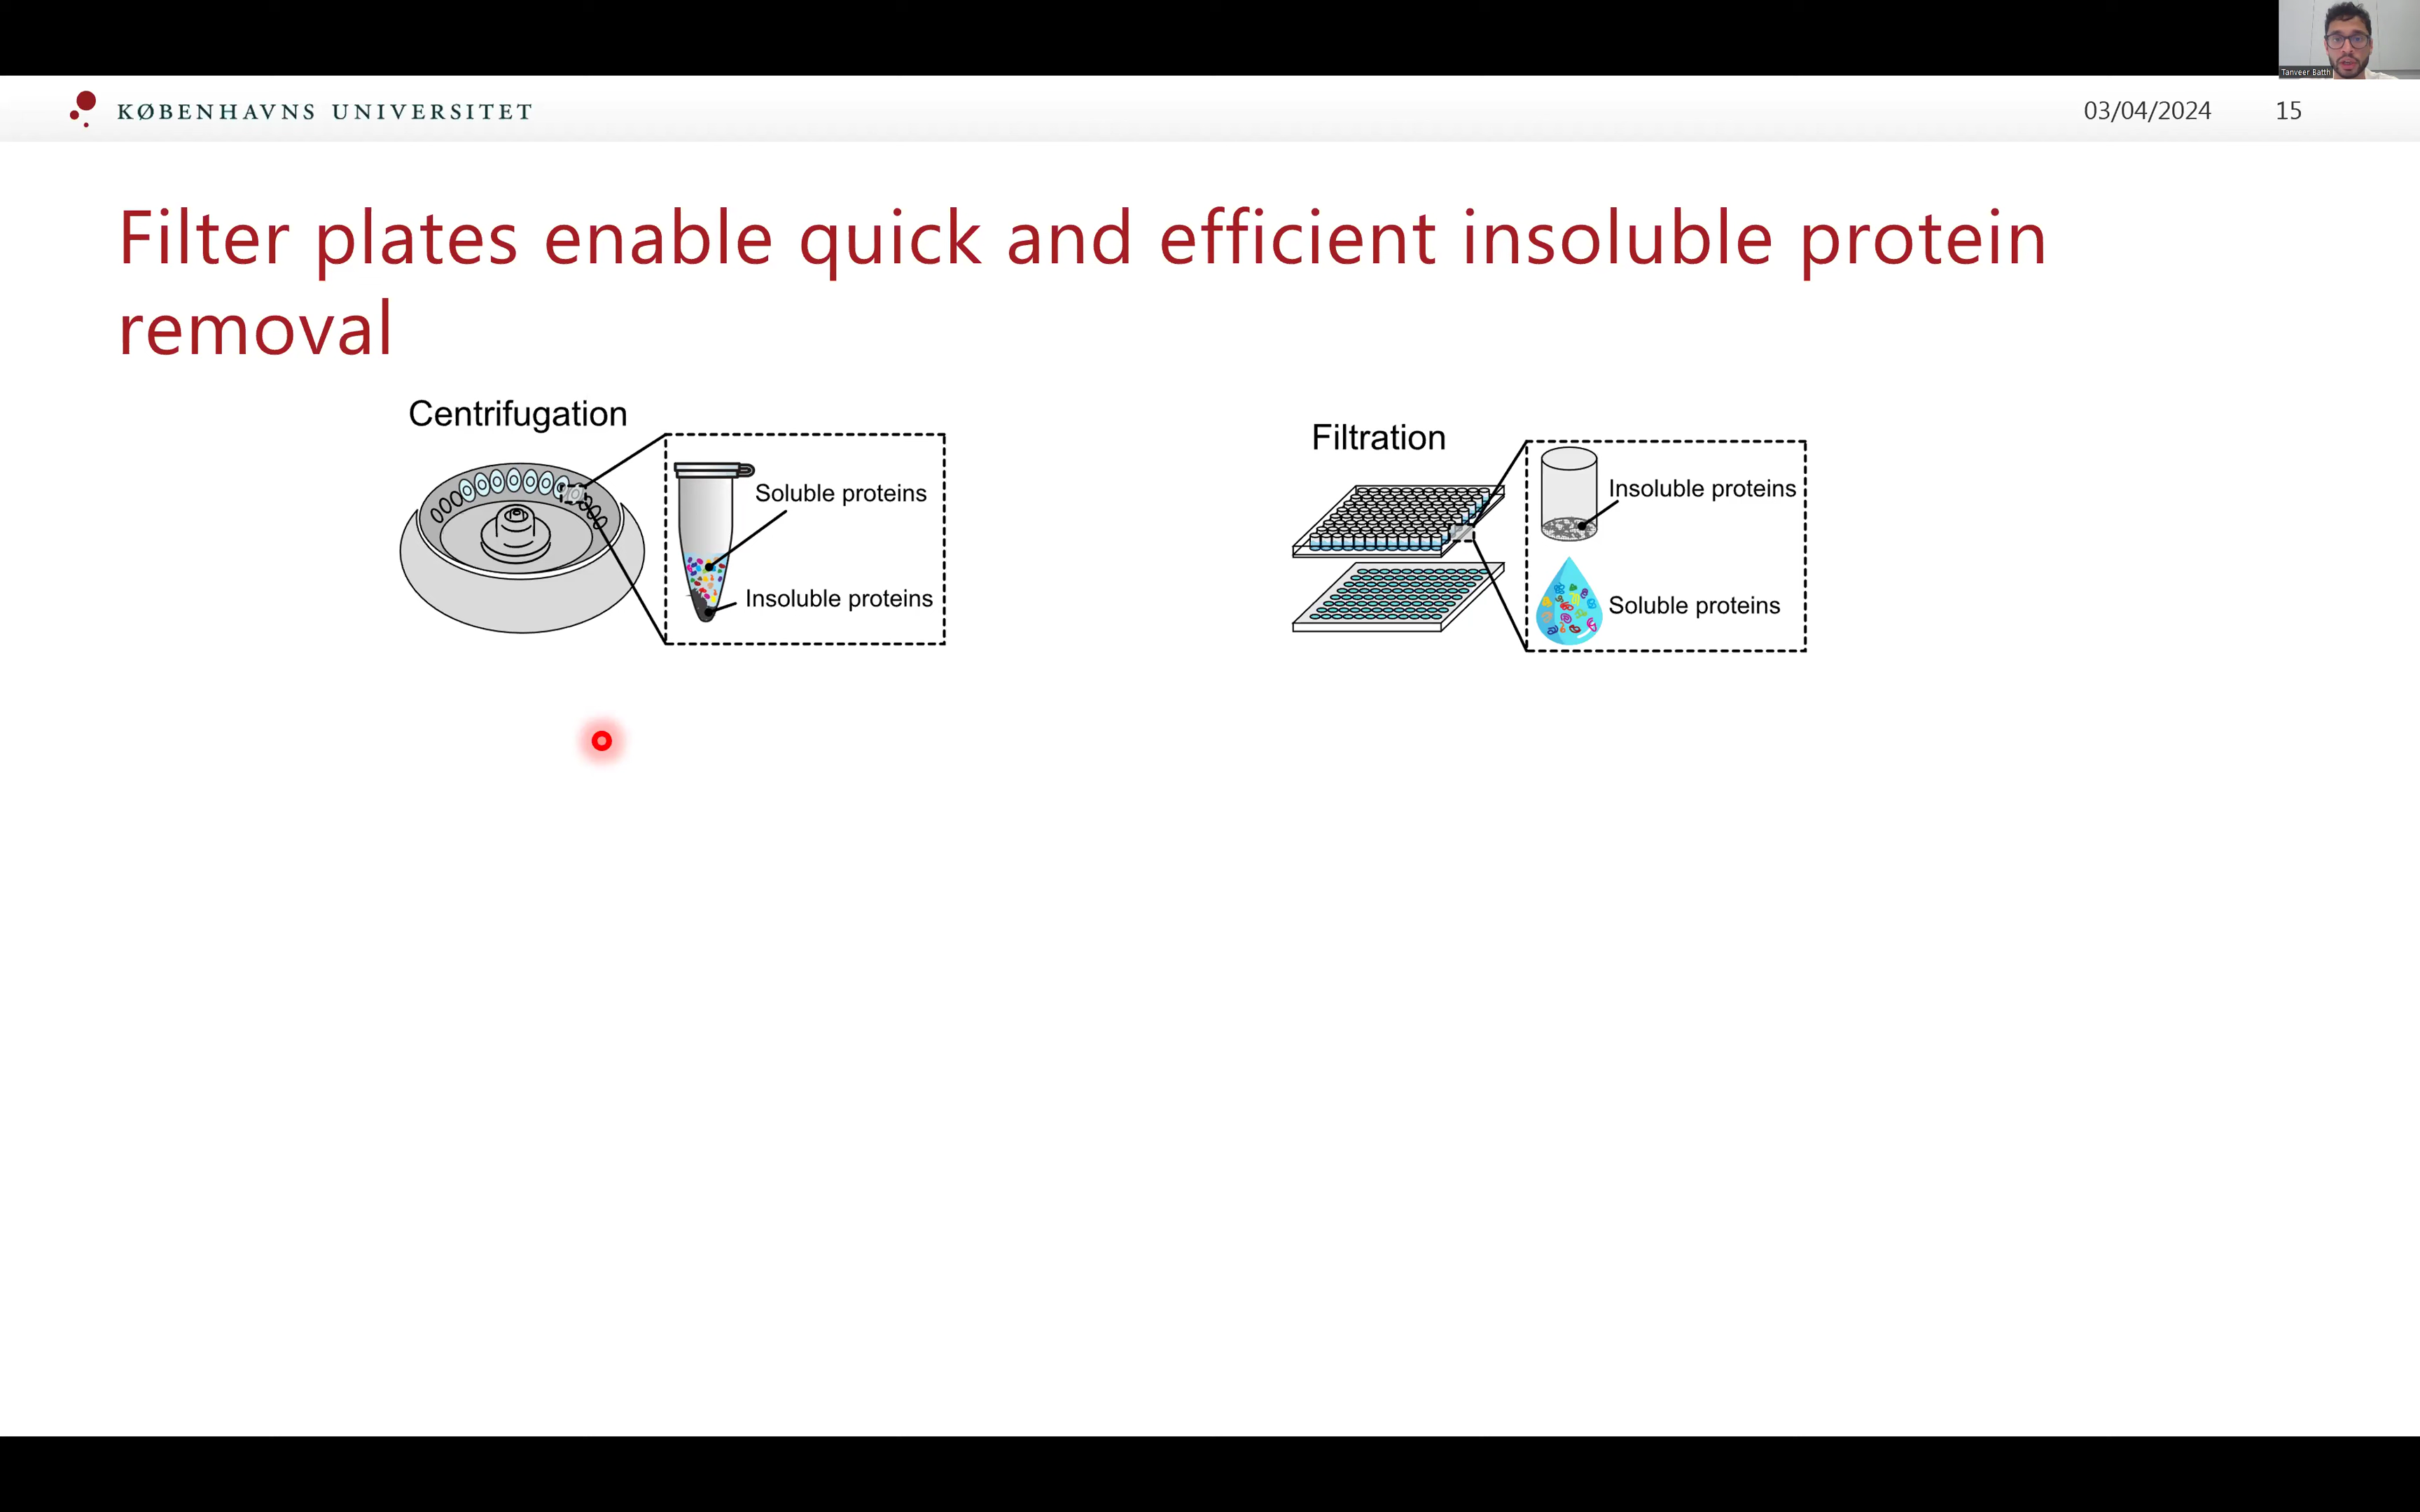 Tanveer Batth
KØBENHAVNS UNIVERSITET
03/04/2024
15
Filter plates enable quick and efficient insoluble protein
removal
Centrifugation
Soluble proteins
Insoluble proteins
Filtration
Insoluble proteins
Soluble proteins